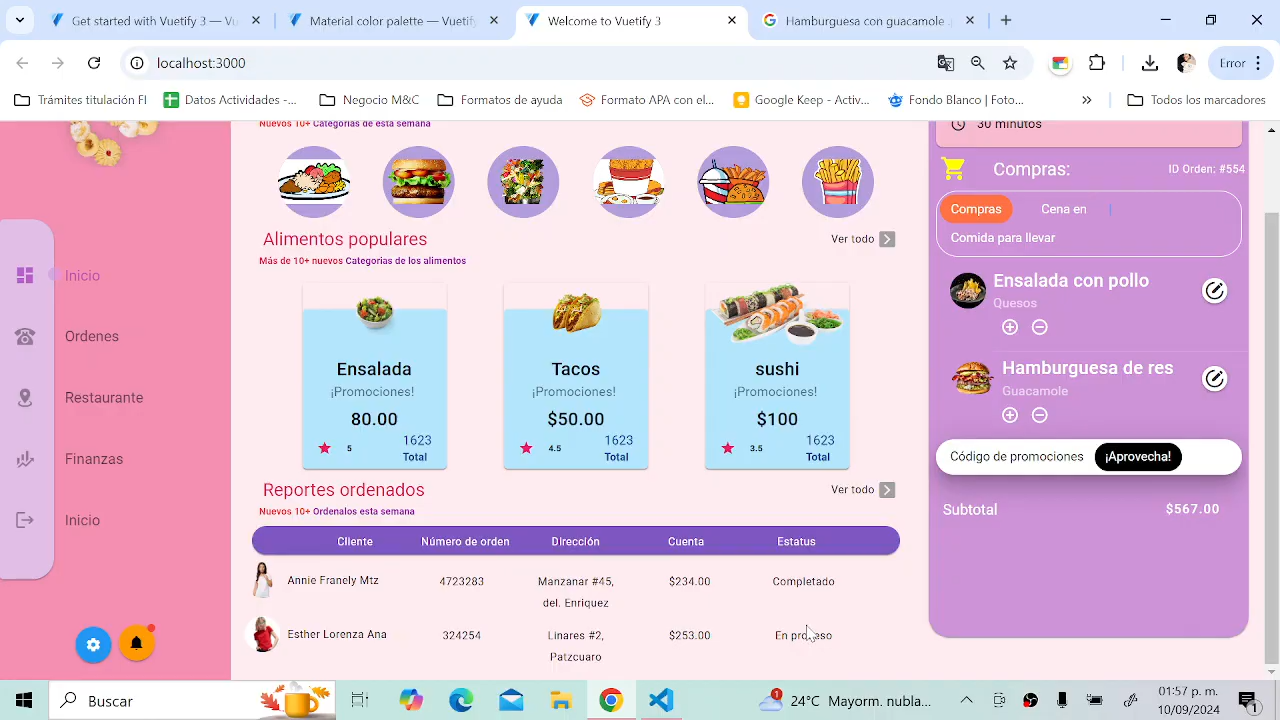 Get started with Vuetify 3 — Vu
Material color palette — Vuetif
Welcome to Vuetify 3
Hamburguesa con guacamole
localhost:3000
Error
Trámites titulación FI
Datos Actividades -...
Negocio M&C
Formatos de ayuda
Formato APA con el...
Google Keep - Activ...
Fondo Blanco | Foto...
Todos los marcadores
Nuevos 10+ Categorias de esta semana
30 minutos
Compras:
ID Orden: #554
Compras
Cena en
Comida para llevar
Alimentos populares
Ver todo
Más de 10+ nuevos Categorias de los alimentos
Inicio
Ordenes
Restaurante
Finanzas
Inicio
Ensalada
¡Promociones!
80.00
5
1623
Total
Tacos
¡Promociones!
$50.00
4.5
1623
Total
sushi
¡Promociones!
$100
3.5
1623
Total
Ensalada con pollo
Quesos
Hamburguesa de res
Guacamole
Código de promociones
¡Aprovecha!
Subtotal
$567.00
Reportes ordenados
Ver todo
Nuevos 10+ Ordenalos esta semana
Cliente Número de orden Dirección Cuenta Estatus
Annie Franely Mtz 4723283 Manzanar #45, $234.00 Completado
del. Enriquez
Esther Lorenza Ana 324254 Linares #2, $253.00 En proceso
Patzcuaro
Buscar
1
24°C Mayorm. nubla...
01:57 p. m.
10/09/2024
1